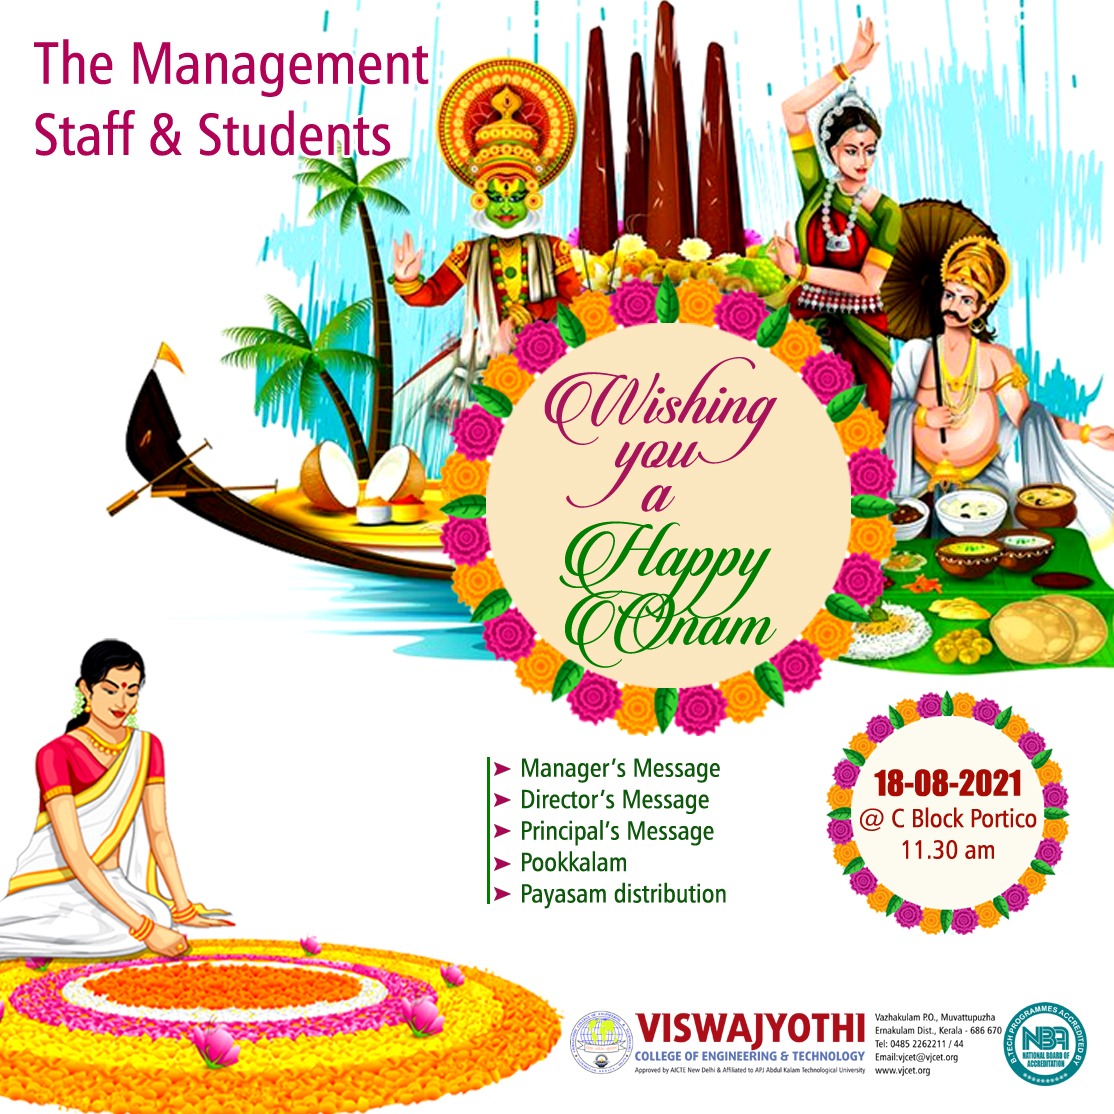 The Management
Staff & Students
Wishing
you
a
Happy
Onam
➤ Manager's Message
➤ Director's Message
➤ Principal's Message
➤ Pookkalam
➤ Payasam distribution
18-08-2021
@ C Block Portico
11.30 am
VISWAJYOTHI
COLLEGE OF ENGINEERING & TECHNOLOGY
Approved by AICTE New Delhi & Affiliated to APJ Abdul Kalam Technological University
Vazhakulam P.O., Muvattupuzha
Ernakulam Dist., Kerala - 686 670
Tel: 0485 2262211 / 44
Email:vjcet@vjcet.org
www.vjcet.org
B.TECH PROGRAMMES ACCREDITED BY
NBA
NATIONAL BOARD OF
ACCREDITATION